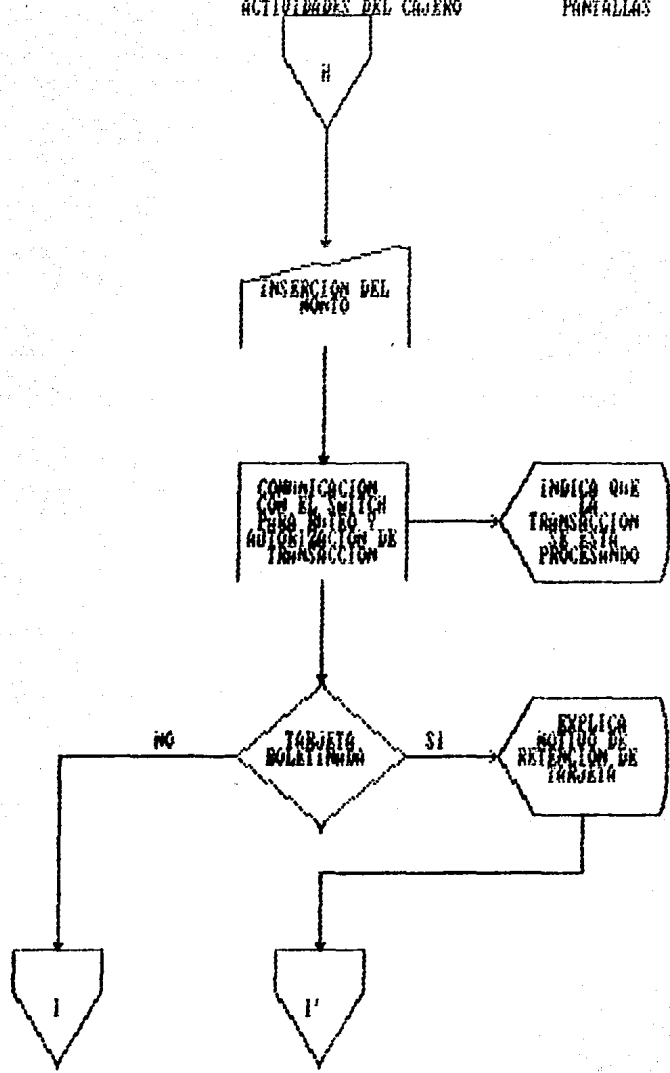 ACTIVIDADES DEL CAJERO PANTALLAS
H
INSERCION DEL
MONTO
COMUNICACION
CON EL SWITCH
PARA RUTEO Y
AUTORIZACION DE
TRANSACCION
INDICA QUE
LA
TRANSACCION
SE ESTA
PROCESANDO
NO
TARJETA
BOLETINADA
SI
EXPLICA
MOTIVO DE
RETENCION DE
TARJETA
I
I'